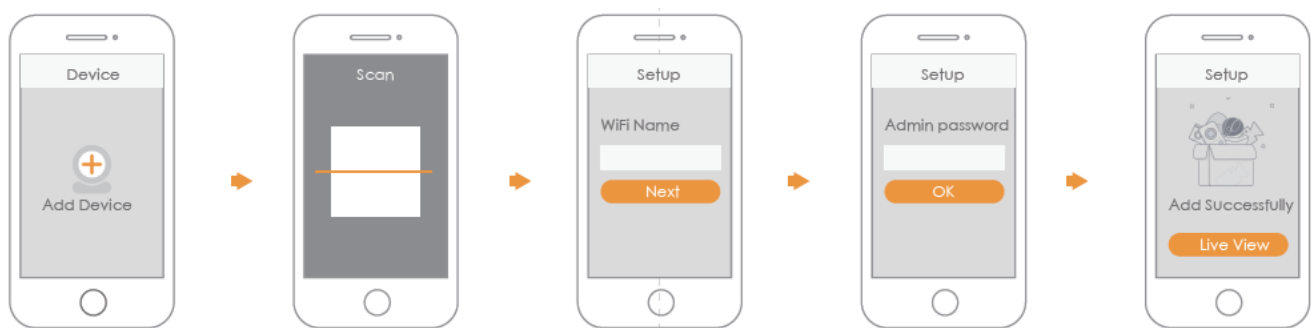 Device
Add Device
Scan
Setup
WiFi Name
Next
Setup
Admin password
OK
Setup
Add Successfully
Live View